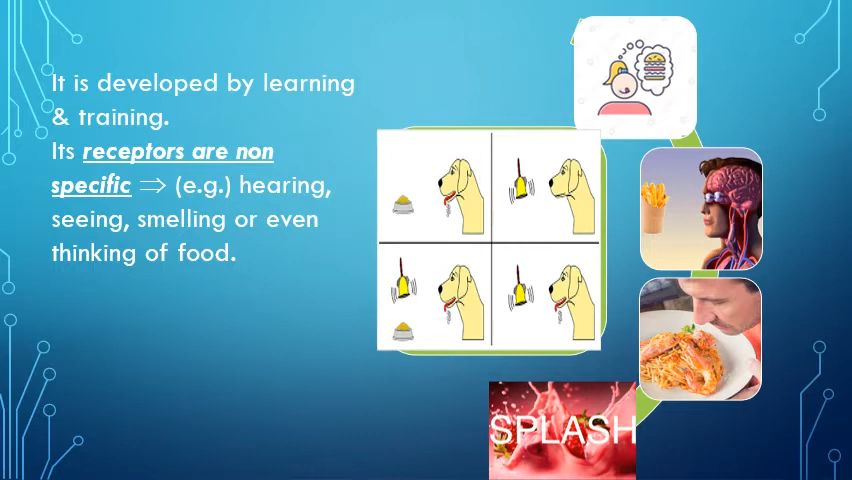 It is developed by learning
& training.
Its receptors are non
specific ⇒ (e.g.) hearing,
seeing, smelling or even
thinking of food.
SPLASH